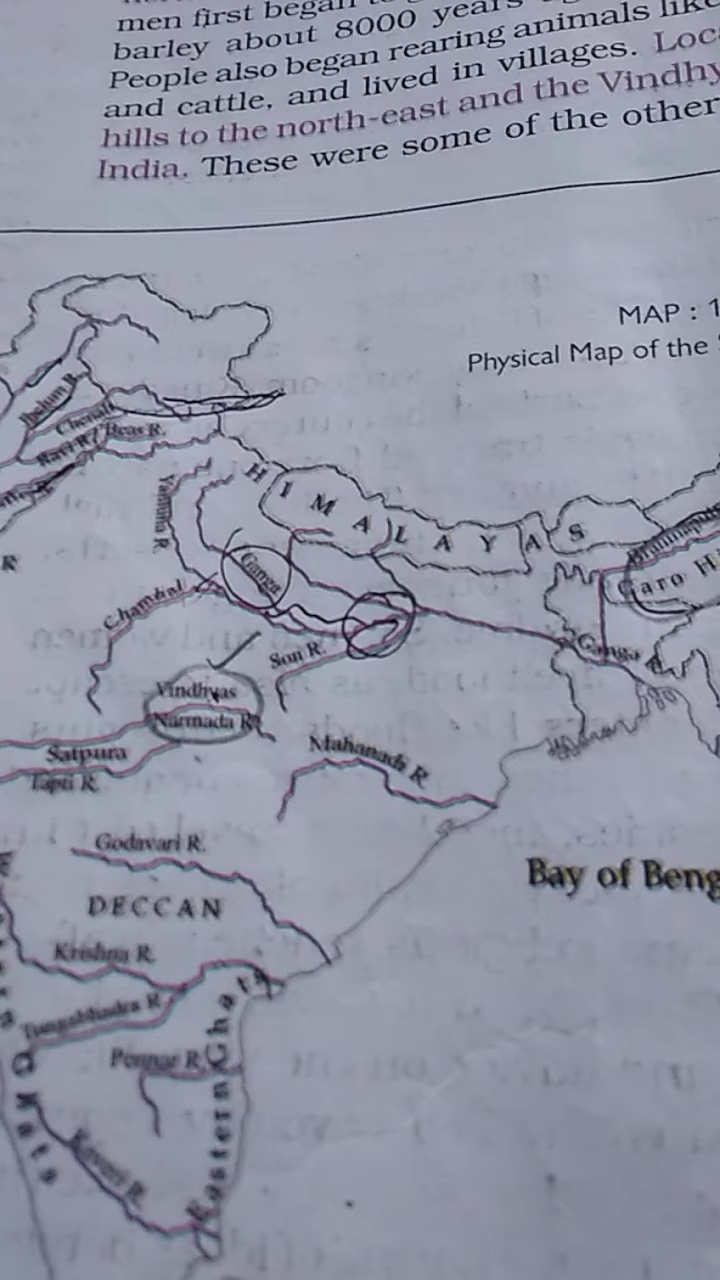 men first began
barley about 8000 years
People also began rearing animals like
and cattle, and lived in villages. Loc
hills to the north-east and the Vindhy
India. These were some of the other
MAP : 1
Physical Map of the
Jhelum R.
Chenab
Ravi R.
Beas R.
R
Yamuna R.
HIMALAYAS
Brahmaputra
Garo H
Ganga
Chambal
Ganga
Son R.
Vindhyas
Narmada R.
Satpura
Tapti R.
Mahanadi R.
Godavari R.
Bay of Beng
DECCAN
Krishna R.
Tungabhadra R.
Pennar R.
Kaveri R.
Ghats
Eastern Ghats